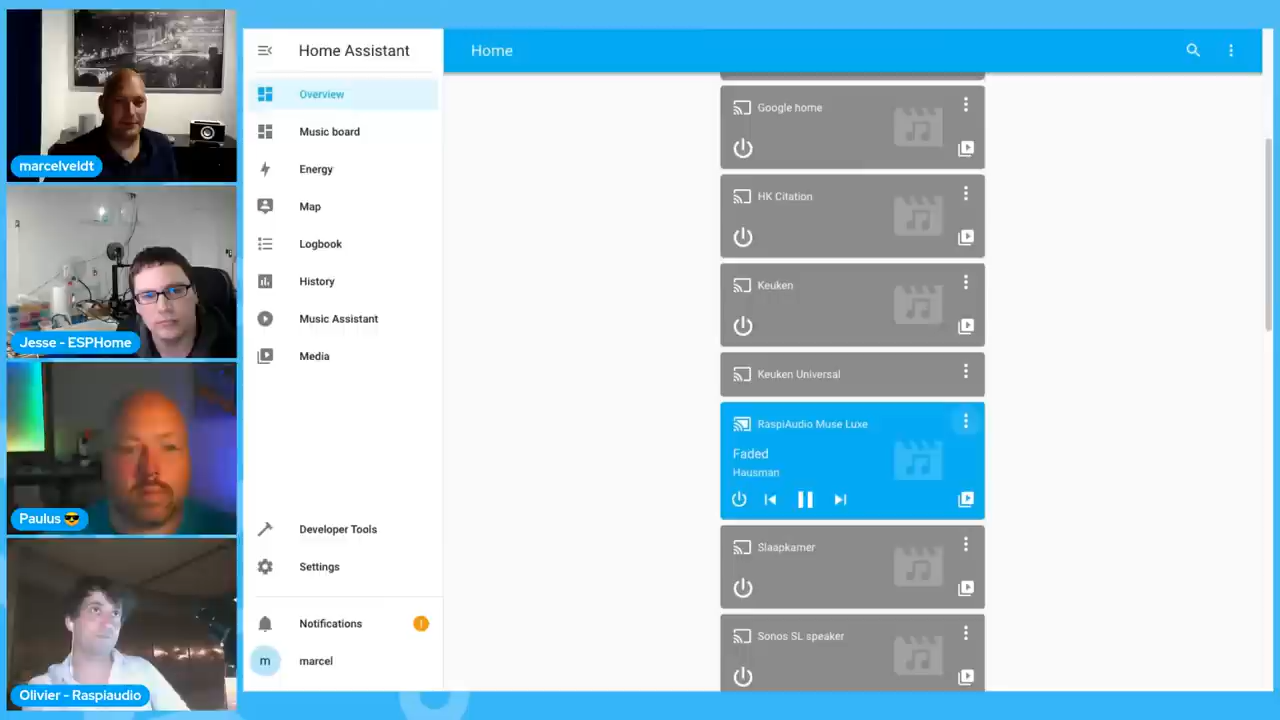 marcelveldt
Jesse - ESPHome
Paulus 😎
Olivier - Raspiaudio
Home Assistant
Overview
Music board
Energy
Map
Logbook
History
Music Assistant
Media
Developer Tools
Settings
Notifications
m
marcel
Home
Google home
HK Citation
Keuken
Keuken Universal
RaspiAudio Muse Luxe
Faded
Hausman
Slaapkamer
Sonos SL speaker